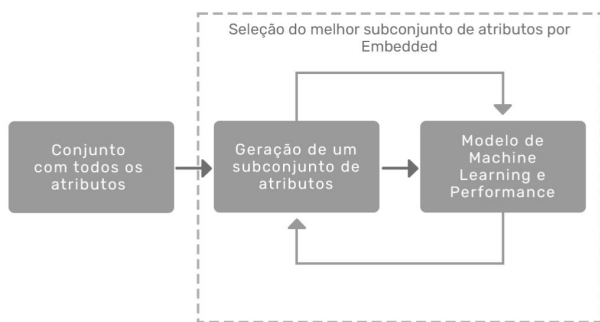 Seleção do melhor subconjunto de atributos por
Embedded
Conjunto
com todos os
atributos
Geração de um
subconjunto de
atributos
Modelo de
Machine
Learning e
Performance